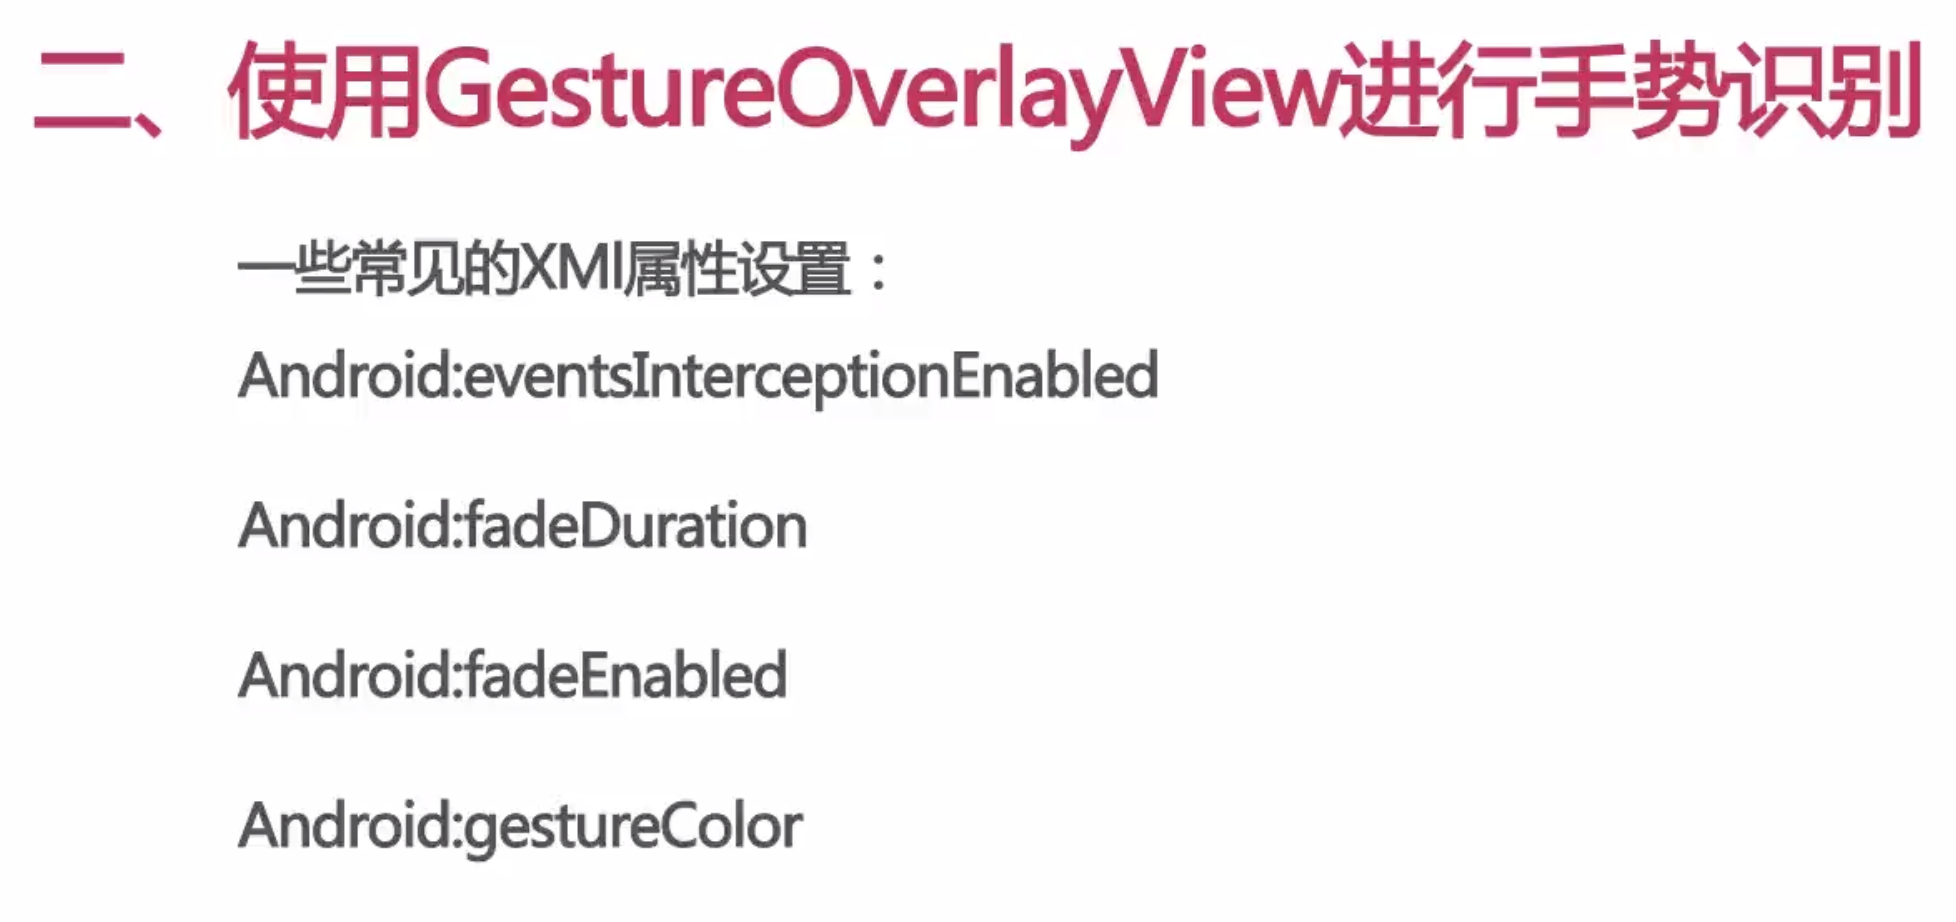 二、使用GestureOverlayView进行手势识别
一些常见的XMl属性设置：
Android:eventsInterceptionEnabled
Android:fadeDuration
Android:fadeEnabled
Android:gestureColor